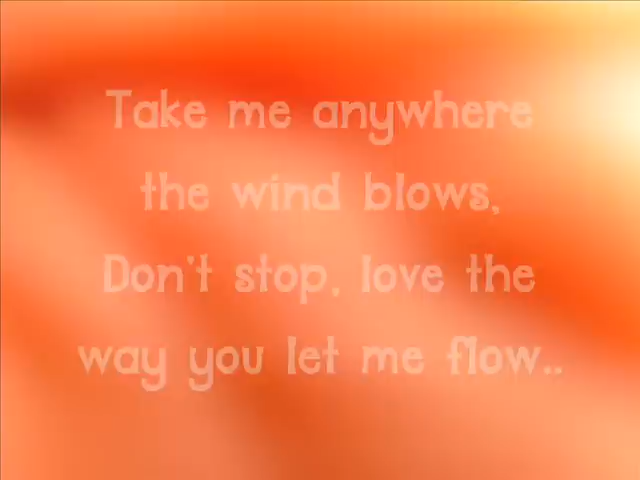 Take me anywhere
the wind blows,
Don't stop, love the
way you let me flow..